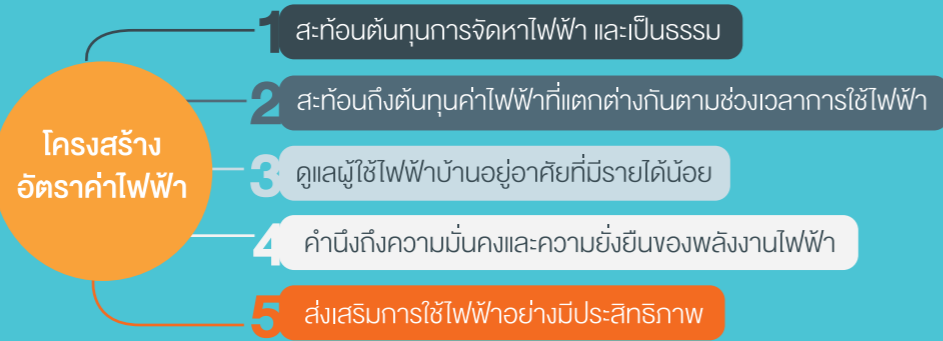 โครงสร้าง
อัตราค่าไฟฟ้า
1 สะท้อนต้นทุนการจัดหาไฟฟ้า และเป็นธรรม
2 สะท้อนถึงต้นทุนค่าไฟฟ้าที่แตกต่างกันตามช่วงเวลาการใช้ไฟฟ้า
3 ดูแลผู้ใช้ไฟฟ้าบ้านอยู่อาศัยที่มีรายได้น้อย
4 คำนึงถึงความมั่นคงและความยั่งยืนของพลังงานไฟฟ้า
5 ส่งเสริมการใช้ไฟฟ้าอย่างมีประสิทธิภาพ